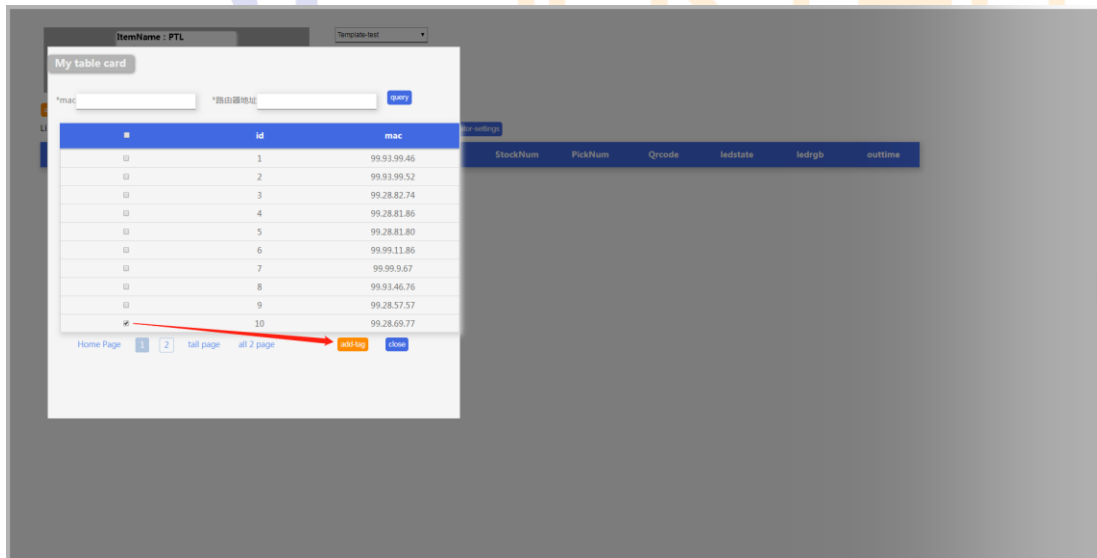 ItemName : PTL
Template-test
My table card
*mac
*路由器地址
query
id mac
1 99.93.99.46
2 99.93.99.52
3 99.28.82.74
4 99.28.81.86
5 99.28.81.80
6 99.99.11.86
7 99.99.9.67
8 99.93.46.76
9 99.28.57.57
10 99.28.69.77
Home Page 1 2 tail page all 2 page
add-tag
close
StockNum PickNum Qrcode ledstate ledrgb outtime